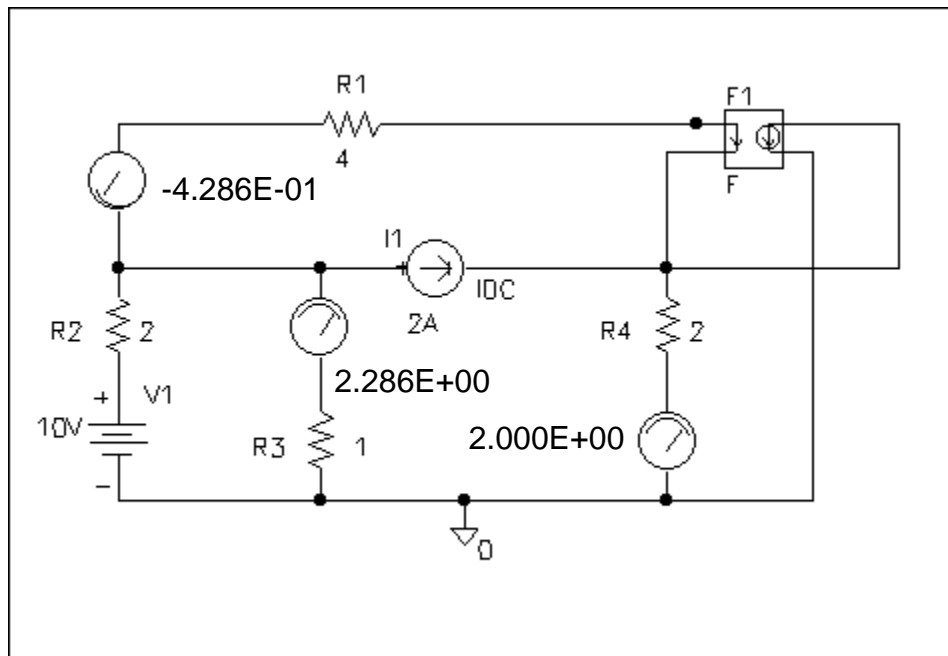 R1
F1
4
F
-4.286E-01
I1
IDC
R2
2
2A
R4
2
2.286E+00
+
V1
10V
R3
1
2.000E+00
-
0